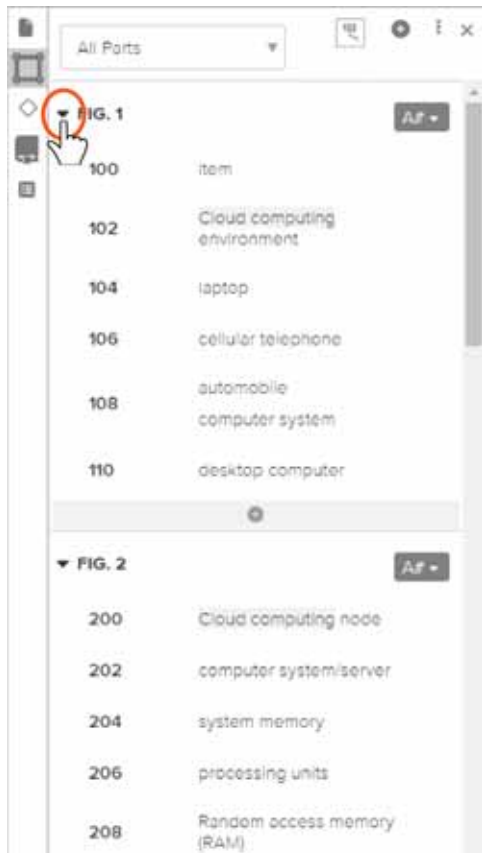 All Parts
FIG. 1
A#
100 item
102 Cloud computing
environment
104 laptop
106 cellular telephone
108 automobile
computer system
110 desktop computer
FIG. 2
A#
200 Cloud computing node
202 computer system/server
204 system memory
206 processing units
208 Random access memory
(RAM)